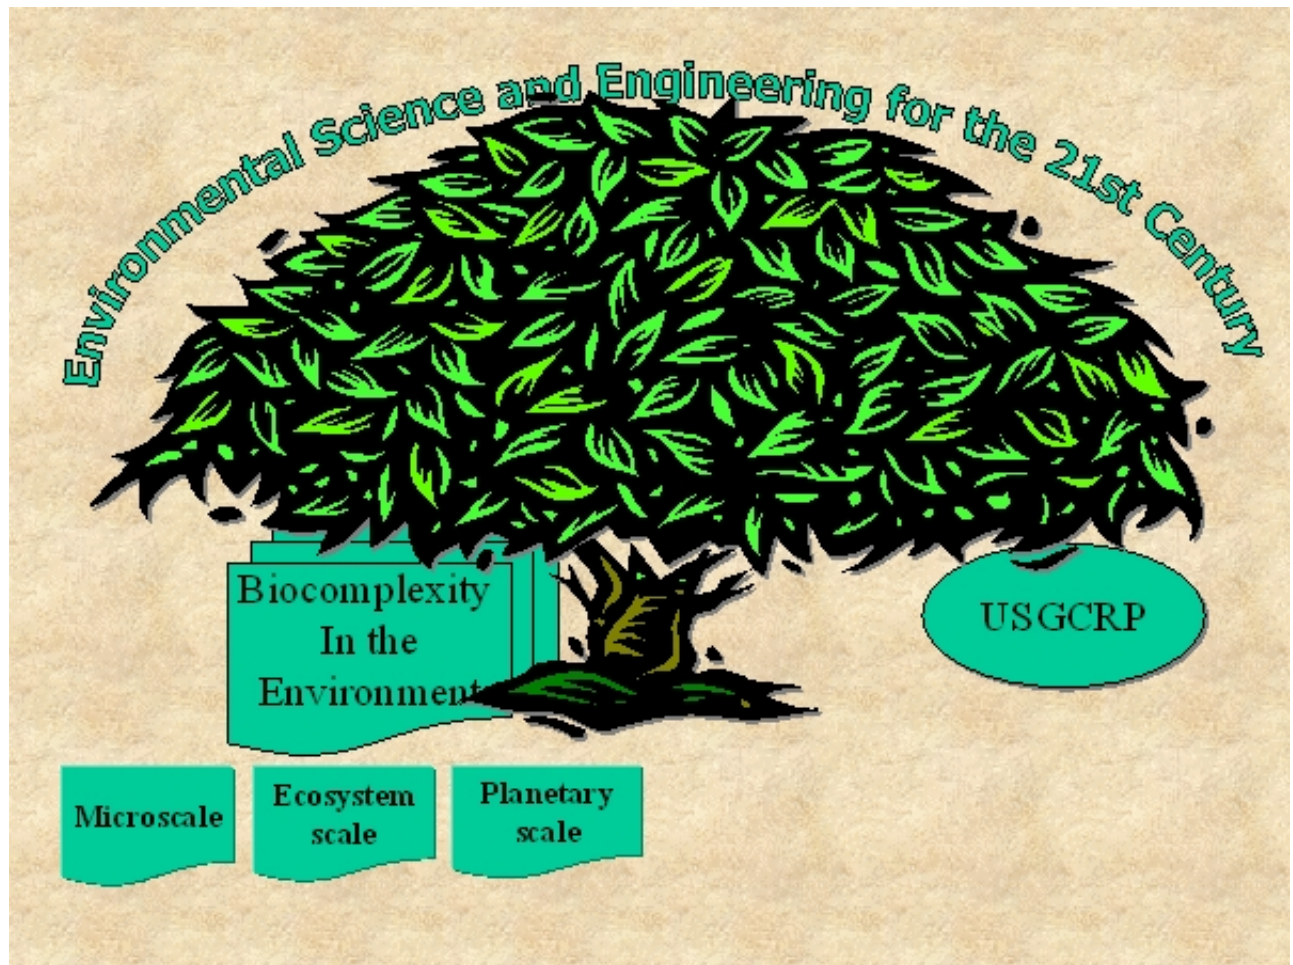 Environmental Science and Engineering for the 21st Century
Biocomplexity
In the
Environment
USGCRP
Microscale
Ecosystem
scale
Planetary
scale